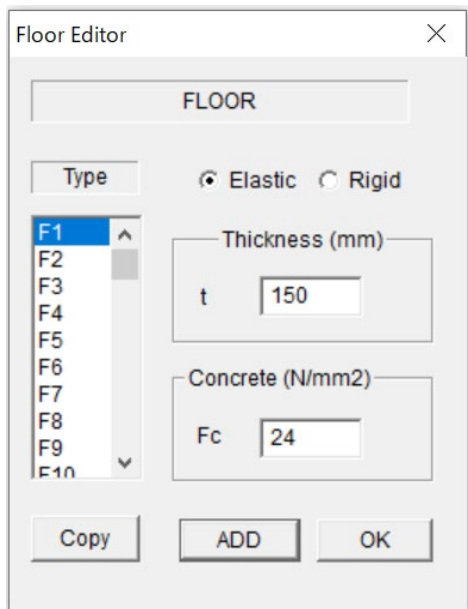 Floor Editor
FLOOR
Type
Elastic
Rigid
F1
F2
F3
F4
F5
F6
F7
F8
F9
F10
Thickness (mm)
t 150
Concrete (N/mm2)
Fc 24
Copy
ADD
OK